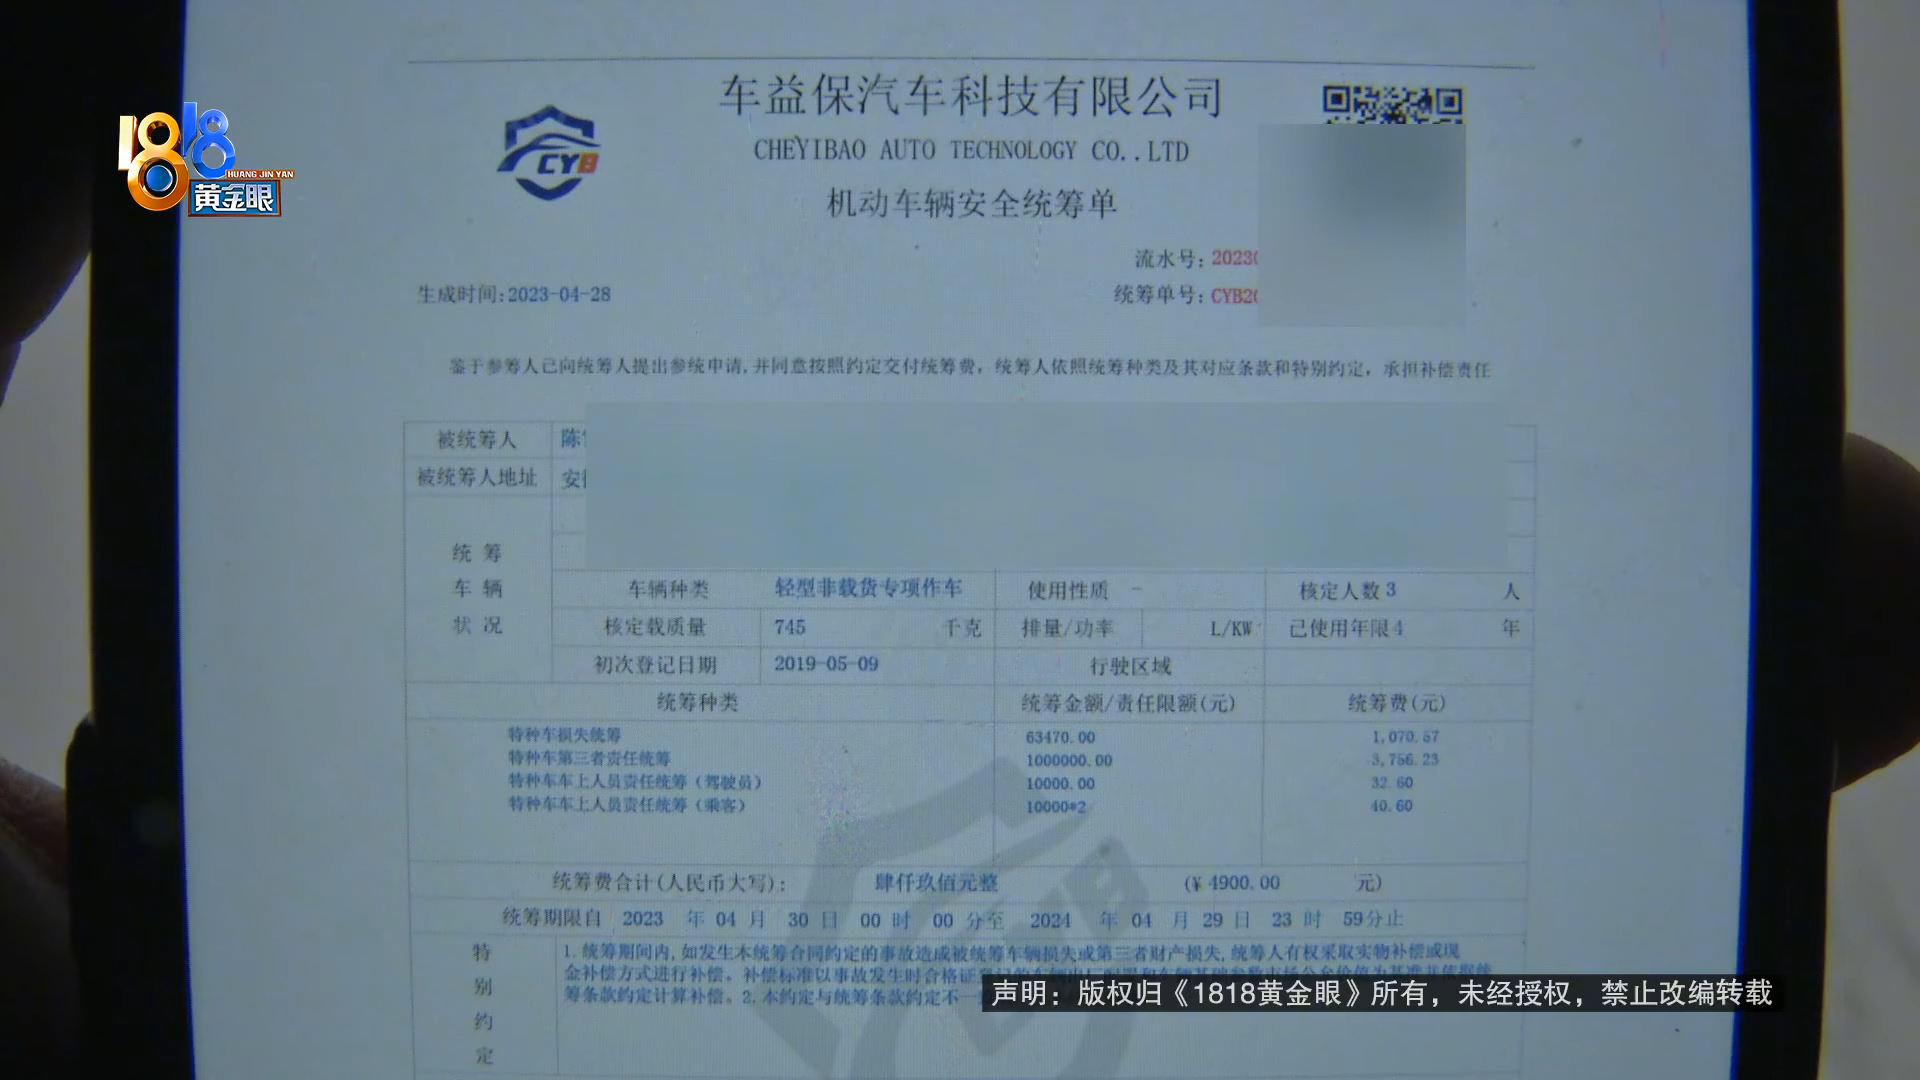 1818
HUANG JIN YAN
黄金眼
CYB
车益保汽车科技有限公司
CHEYIBAO AUTO TECHNOLOGY CO.,LTD
机动车辆安全统筹单
流水号: 2023
生成时间:2023-04-28
统筹单号: CYB20
鉴于参筹人已向统筹人提出参统申请,并同意按照约定交付统筹费，统筹人依照统筹种类及其对应条款和特别约定，承担补偿责任
被统筹人 陈
被统筹人地址 安
统筹车辆状况
车辆种类 轻型非载货专项作车 使用性质 - 核定人数 3 人
核定载质量 745 千克 排量/功率 L/KW 已使用年限 4 年
初次登记日期 2019-05-09 行驶区域
统筹种类 统筹金额/责任限额(元) 统筹费(元)
特种车损失统筹 63470.00 1,070.57
特种车第三者责任统筹 1000000.00 3,756.23
特种车车上人员责任统筹（驾驶员） 10000.00 32.60
特种车车上人员责任统筹（乘客） 10000*2 40.60
统筹费合计(人民币大写): 肆仟玖佰元整 (¥ 4900.00 元)
统筹期限自 2023 年 04 月 30 日 00 时 00 分至 2024 年 04 月 29 日 23 时 59分止
特别约定
1.统筹期间内,如发生本统筹合同约定的事故造成被统筹车辆损失或第三者财产损失,统筹人有权采取实物补偿或现
金补偿方式进行补偿。补偿标准以事故发生时合格证
筹条款约定计算补偿。2.本约定与统筹条款约定不一
声明：版权归《1818黄金眼》所有，未经授权，禁止改编转载